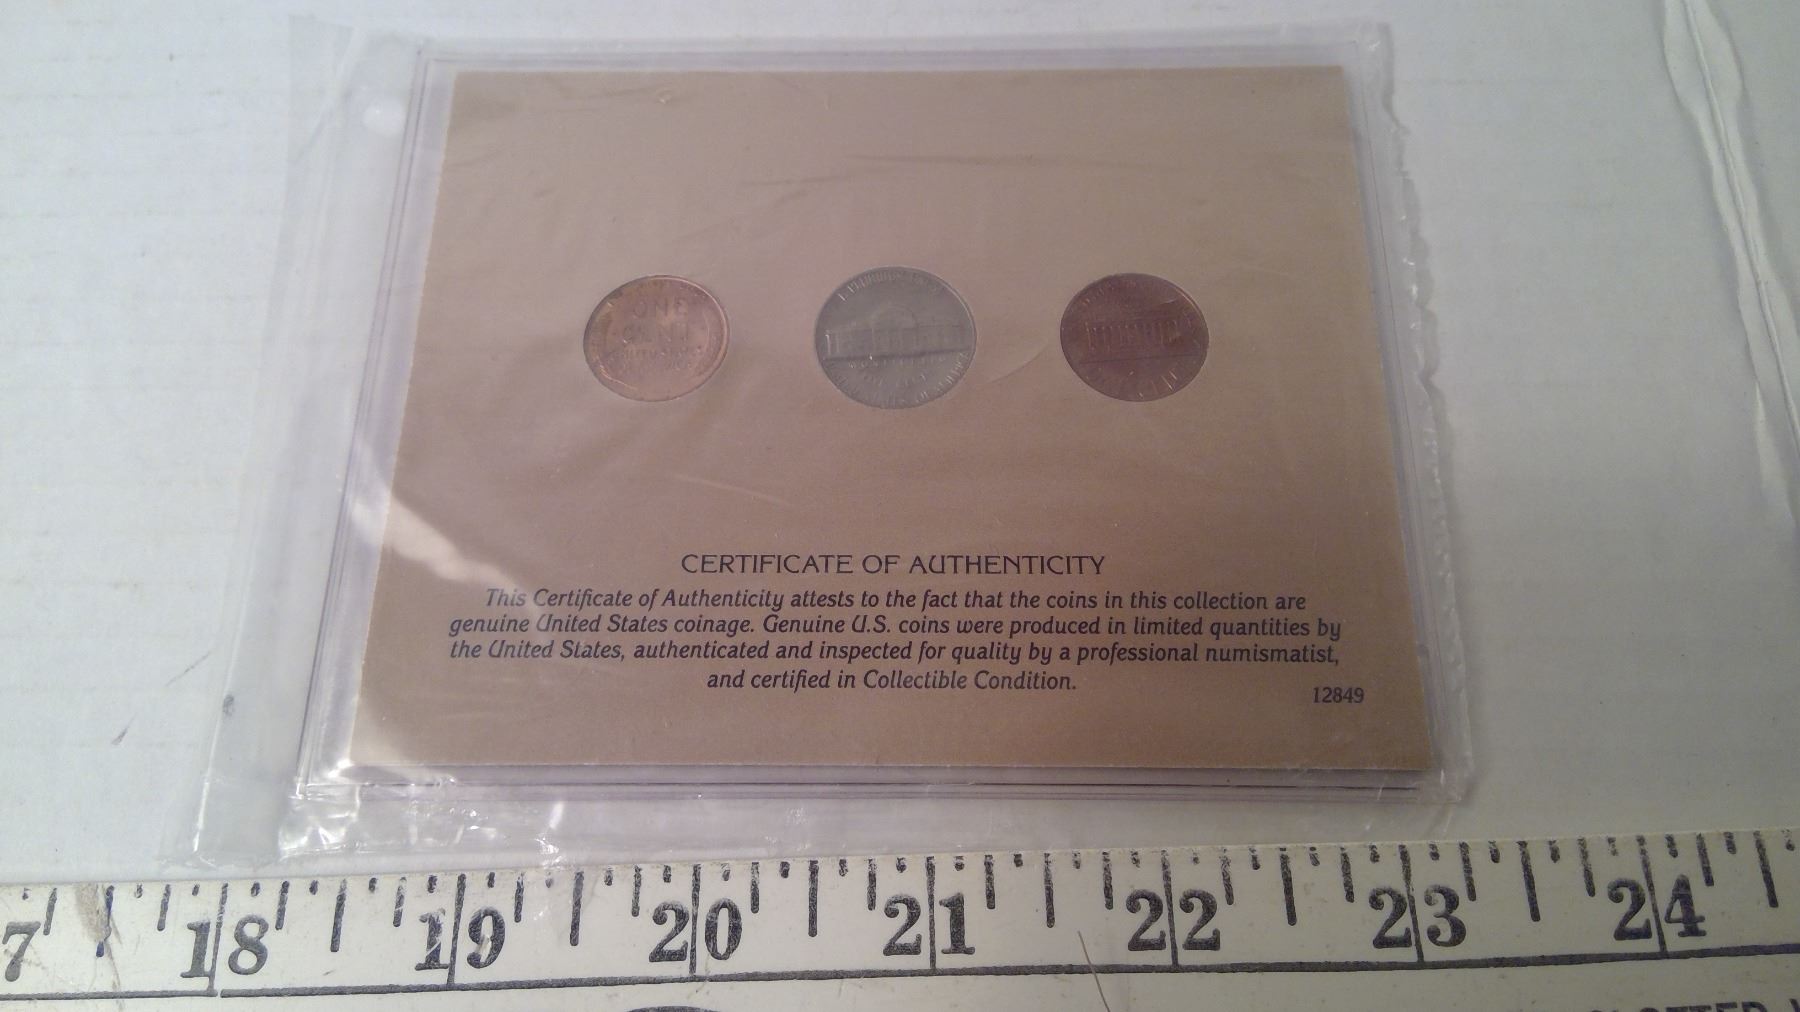 ONE
CENT
CERTIFICATE OF AUTHENTICITY
This Certificate of Authenticity attests to the fact that the coins in this collection are
genuine United States coinage. Genuine U.S. coins were produced in limited quantities by
the United States, authenticated and inspected for quality by a professional numismatist,
and certified in Collectible Condition.
12849
7 18 19 20 21 22 23 24